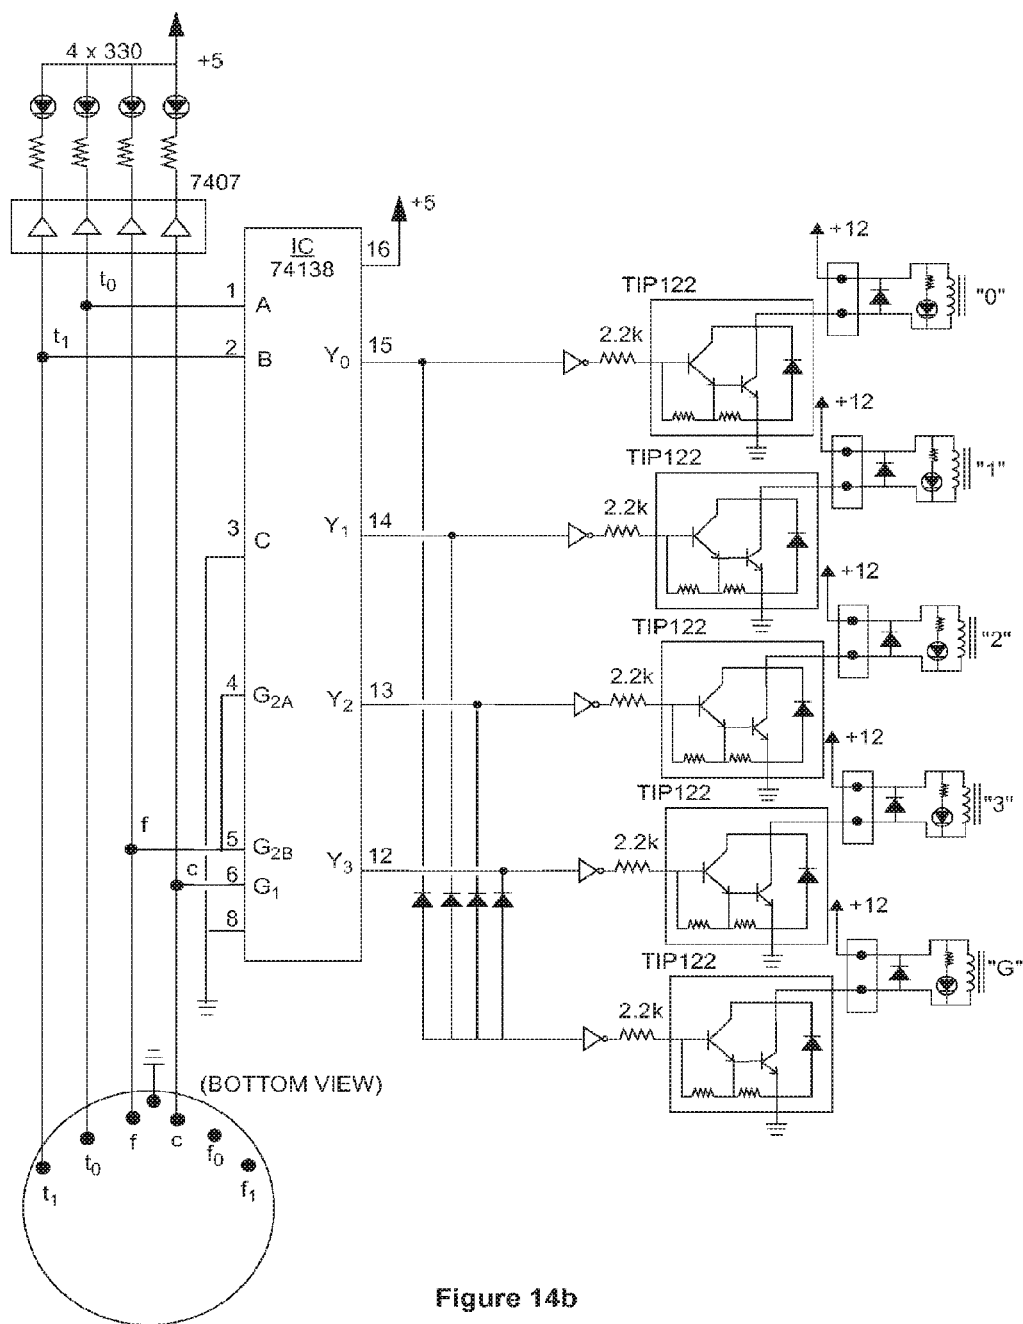 4 x 330
+5
7407
t0
t1
IC
74138
1
A
2
B
3
C
4
G2A
f
5
G2B
c
6
G1
8
16
+5
Y0
15
Y1
14
Y2
13
Y3
12
TIP122
2.2k
+12
"0"
TIP122
2.2k
+12
"1"
TIP122
2.2k
+12
"2"
TIP122
2.2k
+12
"3"
TIP122
2.2k
+12
"G"
(BOTTOM VIEW)
t1
t0
f
c
f0
f1
Figure 14b